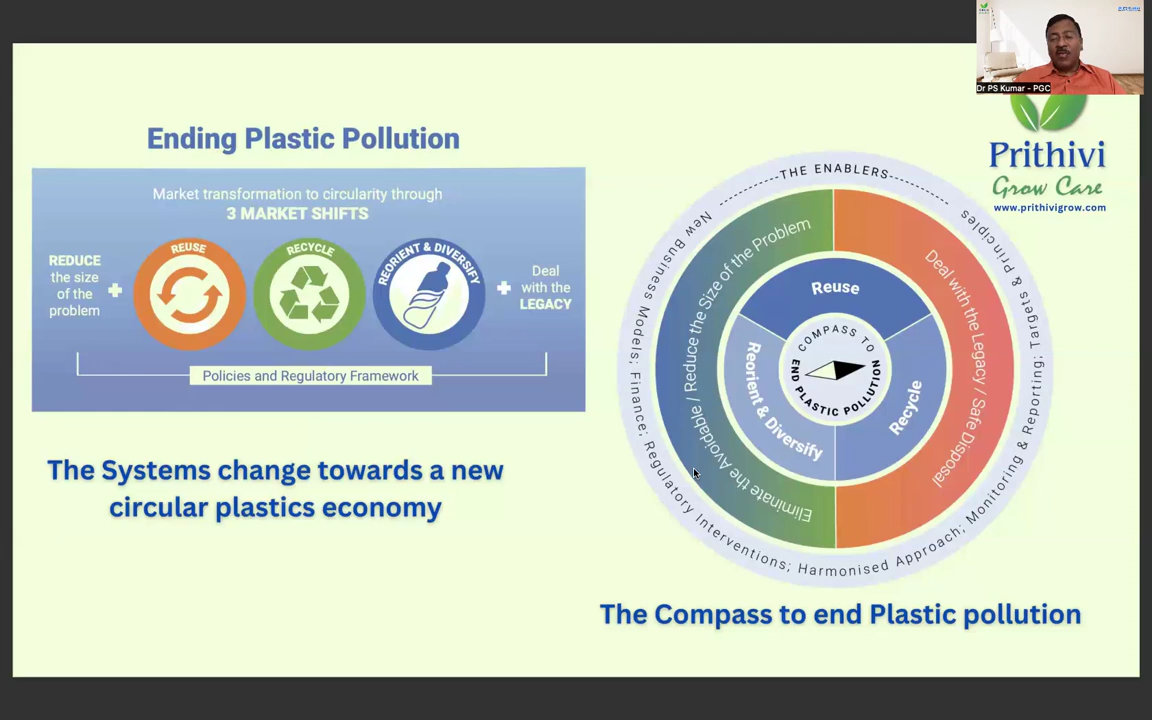 Dr PS Kumar - PGC
Prithivi
Grow Care
www.prithivigrow.com
Ending Plastic Pollution
Market transformation to circularity through
3 MARKET SHIFTS
REDUCE
the size
of the
problem
REUSE
RECYCLE
REORIENT & DIVERSIFY
Deal
with the
LEGACY
Policies and Regulatory Framework
The Systems change towards a new
circular plastics economy
THE ENABLERS
New Business Models; Finance; Regulatory Interventions; Harmonised Approach; Monitoring & Reporting; Targets & Principles
Eliminate the Avoidable / Reduce the Size of the Problem
Deal with the Legacy / Safe Disposal
Reuse
Recycle
Reorient & Diversify
COMPASS TO
END PLASTIC POLLUTION
The Compass to end Plastic pollution